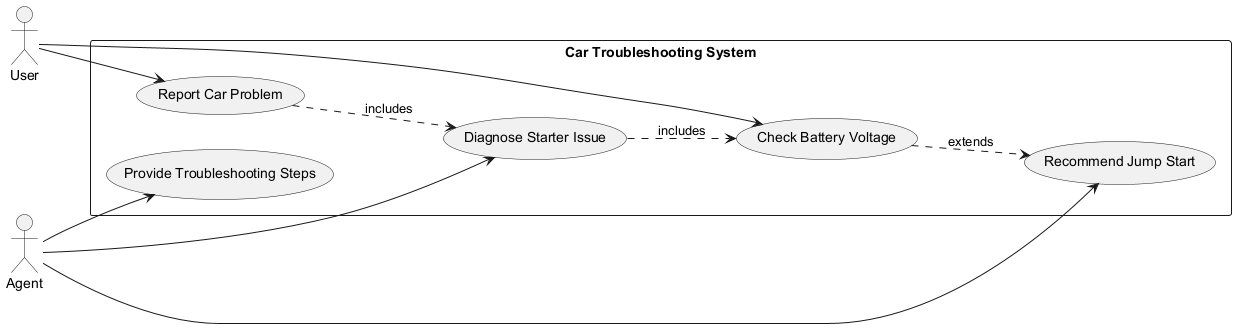 Car Troubleshooting System
User
Report Car Problem
includes
Diagnose Starter Issue
includes
Check Battery Voltage
extends
Recommend Jump Start
Provide Troubleshooting Steps
Agent